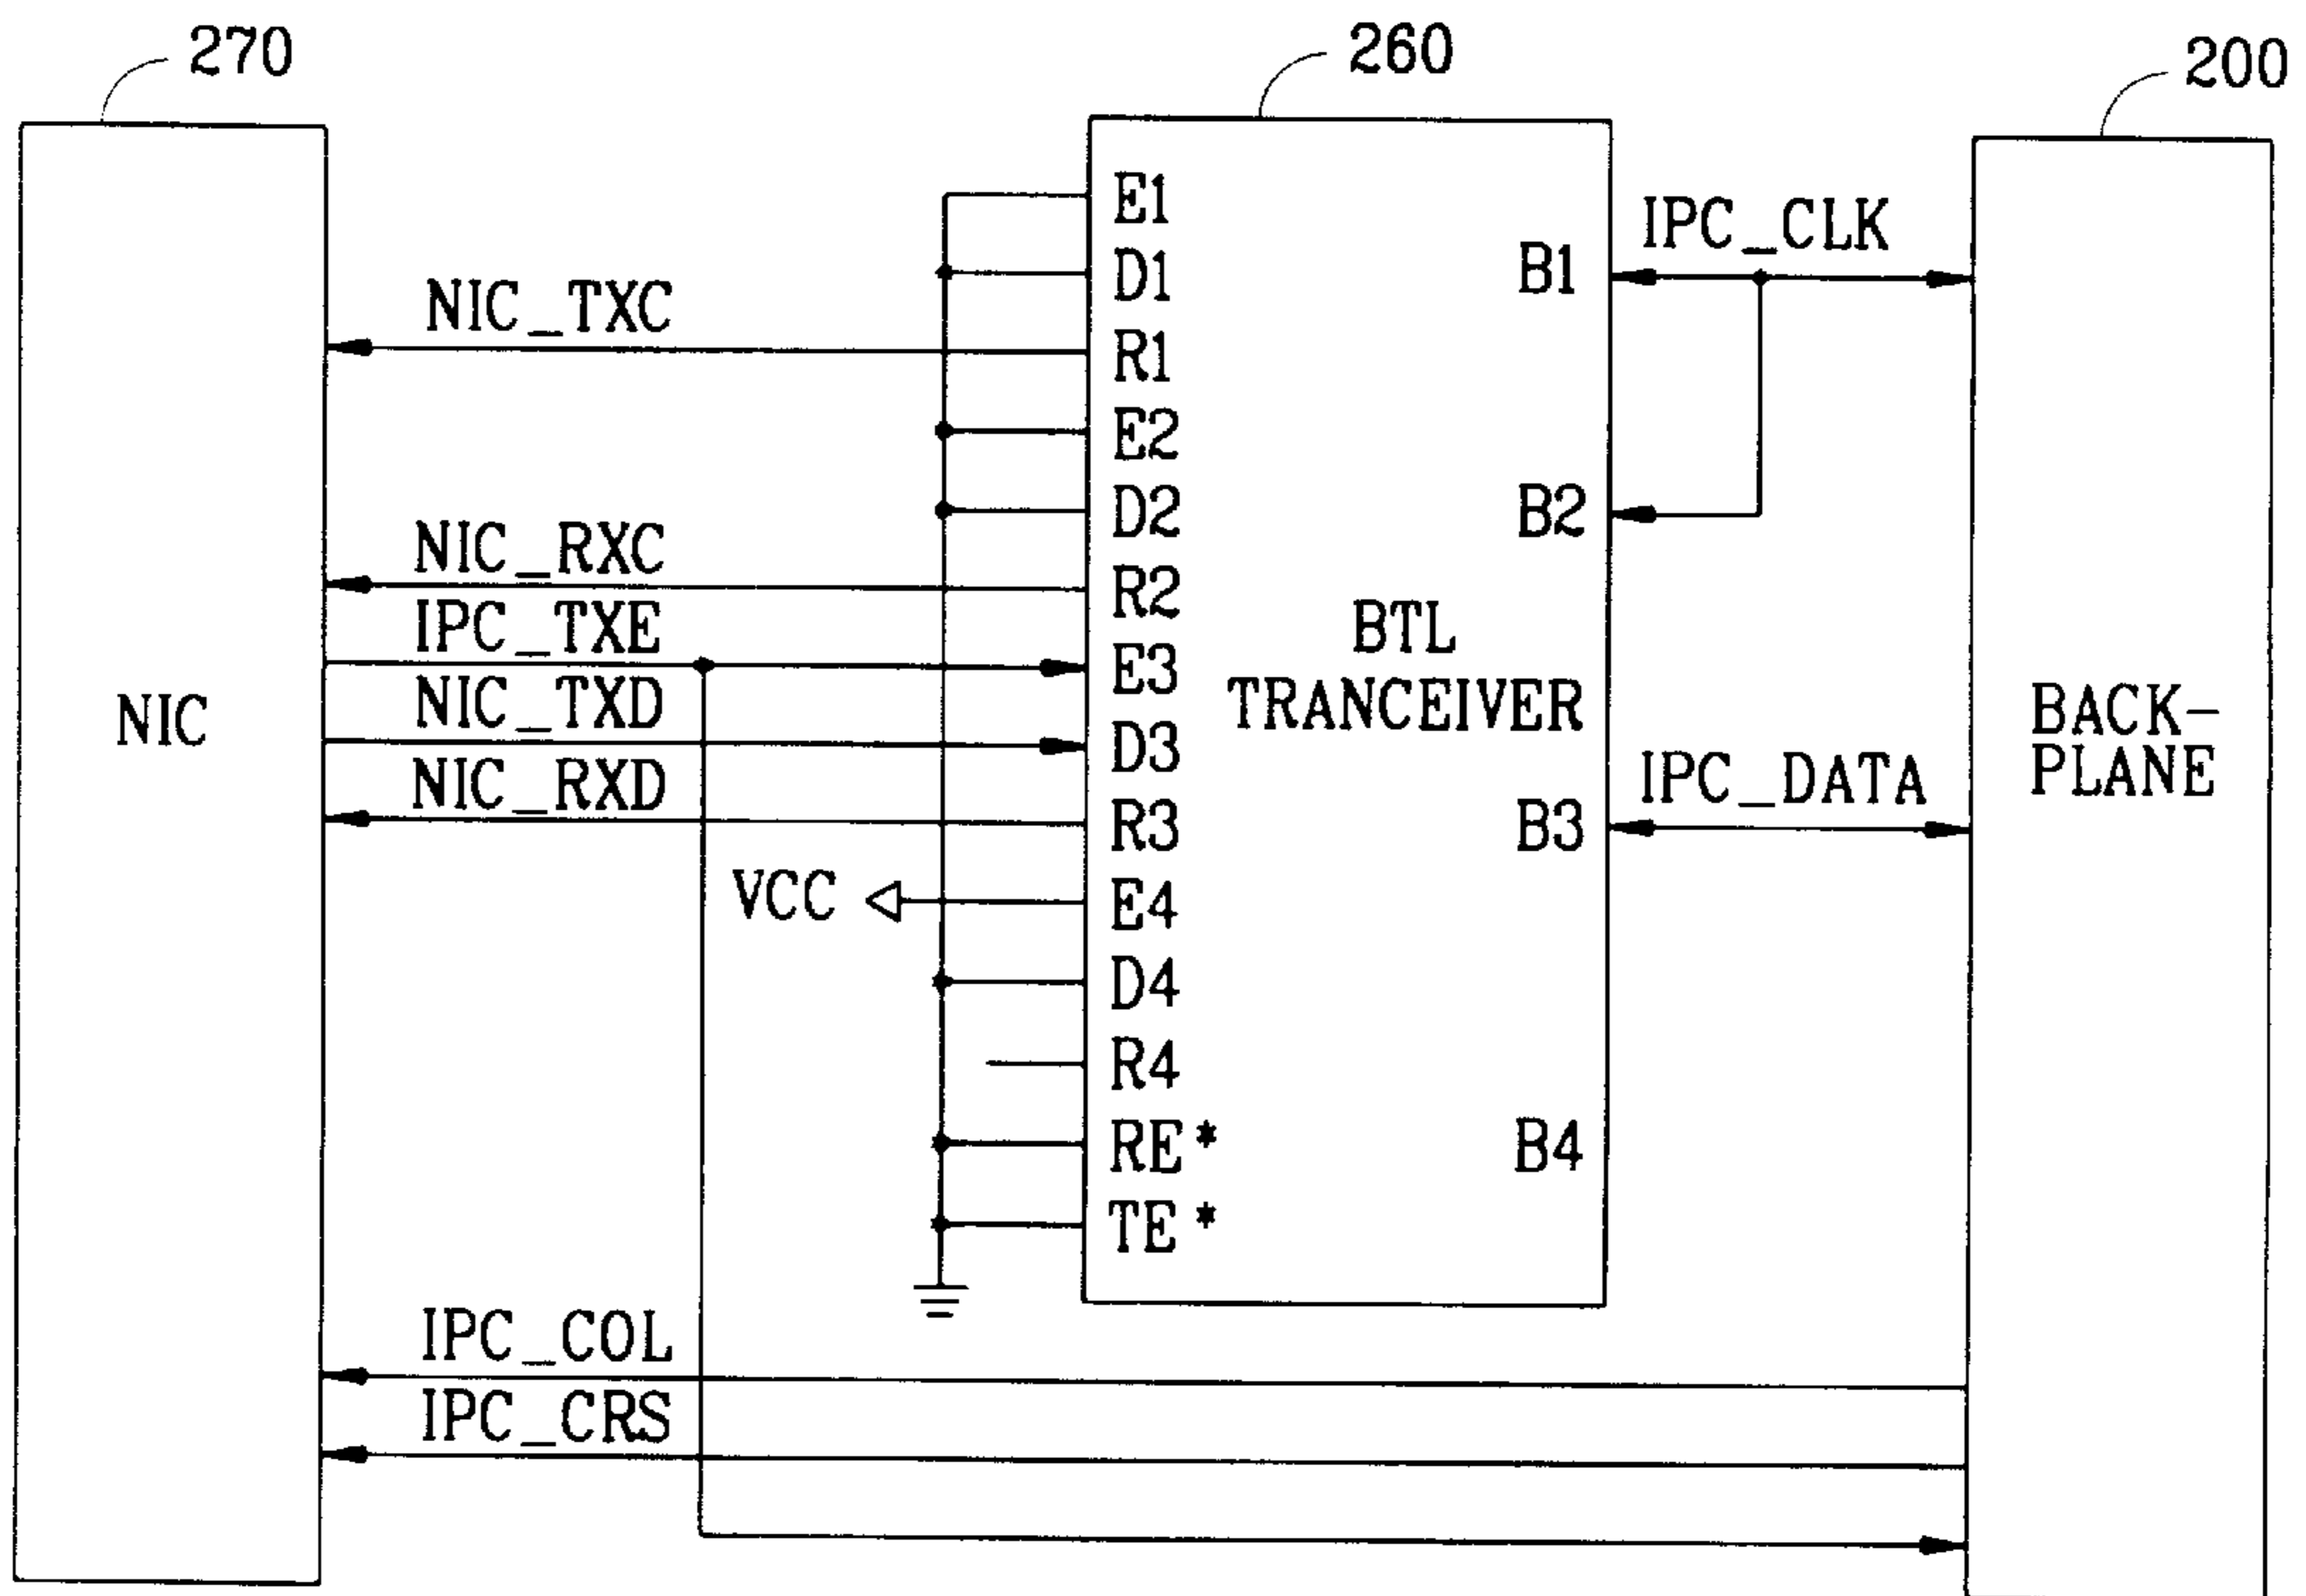 270
260
200
NIC
NIC_TXC
NIC_RXC
IPC_TXE
NIC_TXD
NIC_RXD
VCC
IPC_COL
IPC_CRS
E1
D1
R1
E2
D2
R2
E3
D3
R3
E4
D4
R4
RE*
TE*
BTL
TRANCEIVER
B1
B2
B3
B4
IPC_CLK
IPC_DATA
BACK-
PLANE